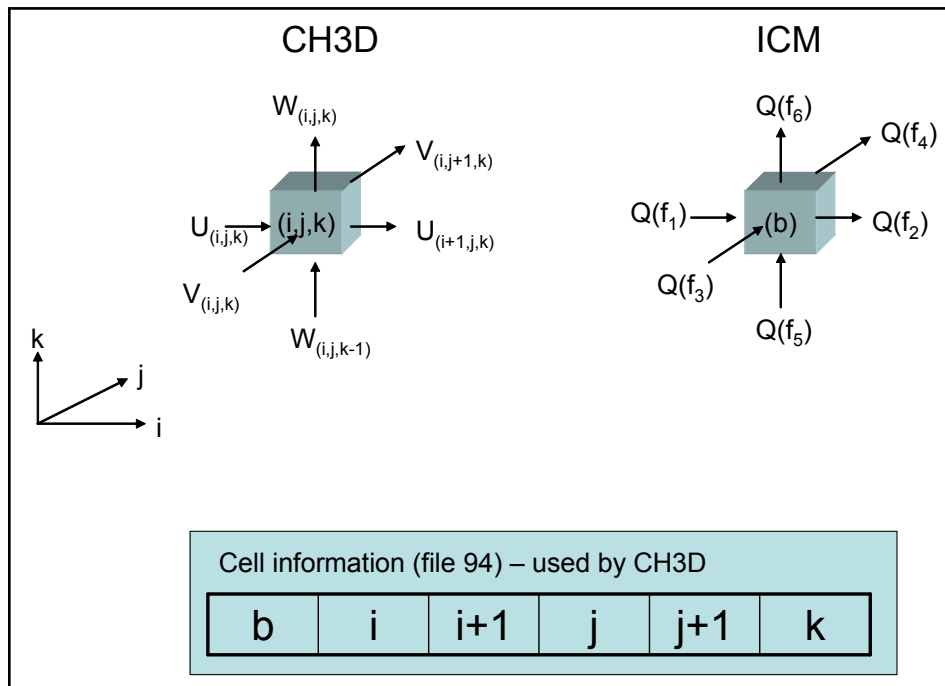 CH3D
ICM
W(i,j,k)
V(i,j+1,k)
U(i,j,k)
(i,j,k)
U(i+1,j,k)
V(i,j,k)
W(i,j,k-1)
Q(f6)
Q(f4)
Q(f1)
(b)
Q(f2)
Q(f3)
Q(f5)
k
j
i
Cell information (file 94) – used by CH3D
b i i+1 j j+1 k